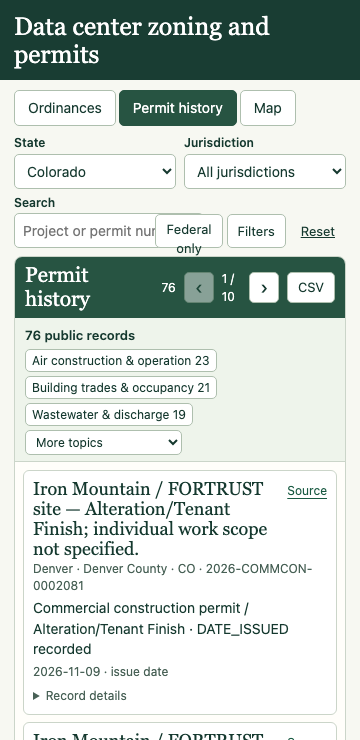 Data center zoning and
permits
Ordinances
Permit history
Map
State
Jurisdiction
Colorado
All jurisdictions
Search
Project or permit nu
Federal
only
Filters
Reset
Permit
history
76
‹
1 /
10
›
CSV
76 public records
Air construction & operation 23
Building trades & occupancy 21
Wastewater & discharge 19
More topics
Iron Mountain / FORTRUST
site — Alteration/Tenant
Finish; individual work scope
not specified.
Source
Denver · Denver County · CO · 2026-COMMCON-
0002081
Commercial construction permit /
Alteration/Tenant Finish · DATE_ISSUED
recorded
2026-11-09 · issue date
Record details
Iron Mountain / FORTRUST